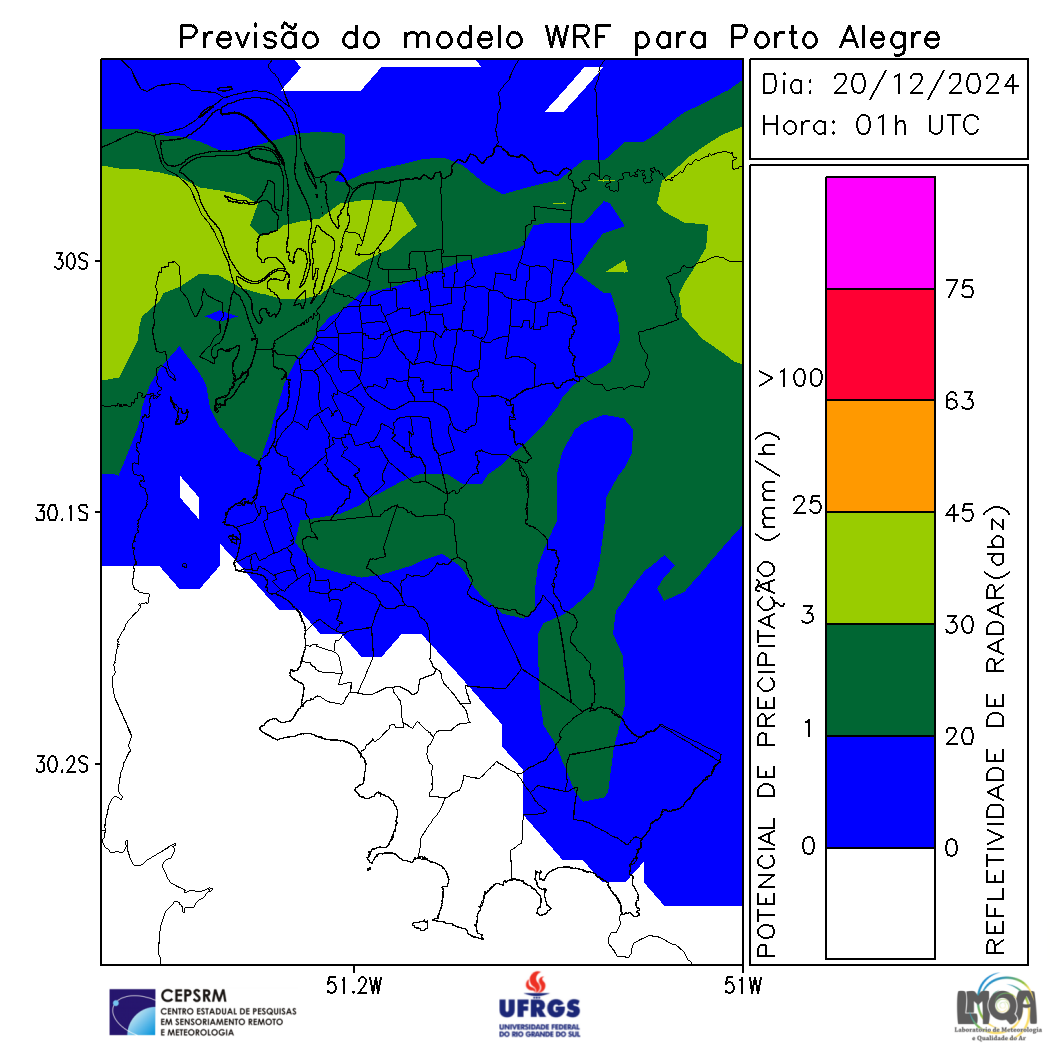 Previsão do modelo WRF para Porto Alegre
Dia: 20/12/2024
Hora: 01h UTC
30S
30.1S
30.2S
51.2W
51W
POTENCIAL DE PRECIPITAÇÃO (mm/h)
>100
25
3
1
0
75
63
45
30
20
0
REFLETIVIDADE DE RADAR(dbz)
CEPSRM
CENTRO ESTADUAL DE PESQUISAS
EM SENSORIAMENTO REMOTO
E METEOROLOGIA
UFRGS
UNIVERSIDADE FEDERAL
DO RIO GRANDE DO SUL
LMQA
Laboratório de Meteorologia
e Qualidade do Ar